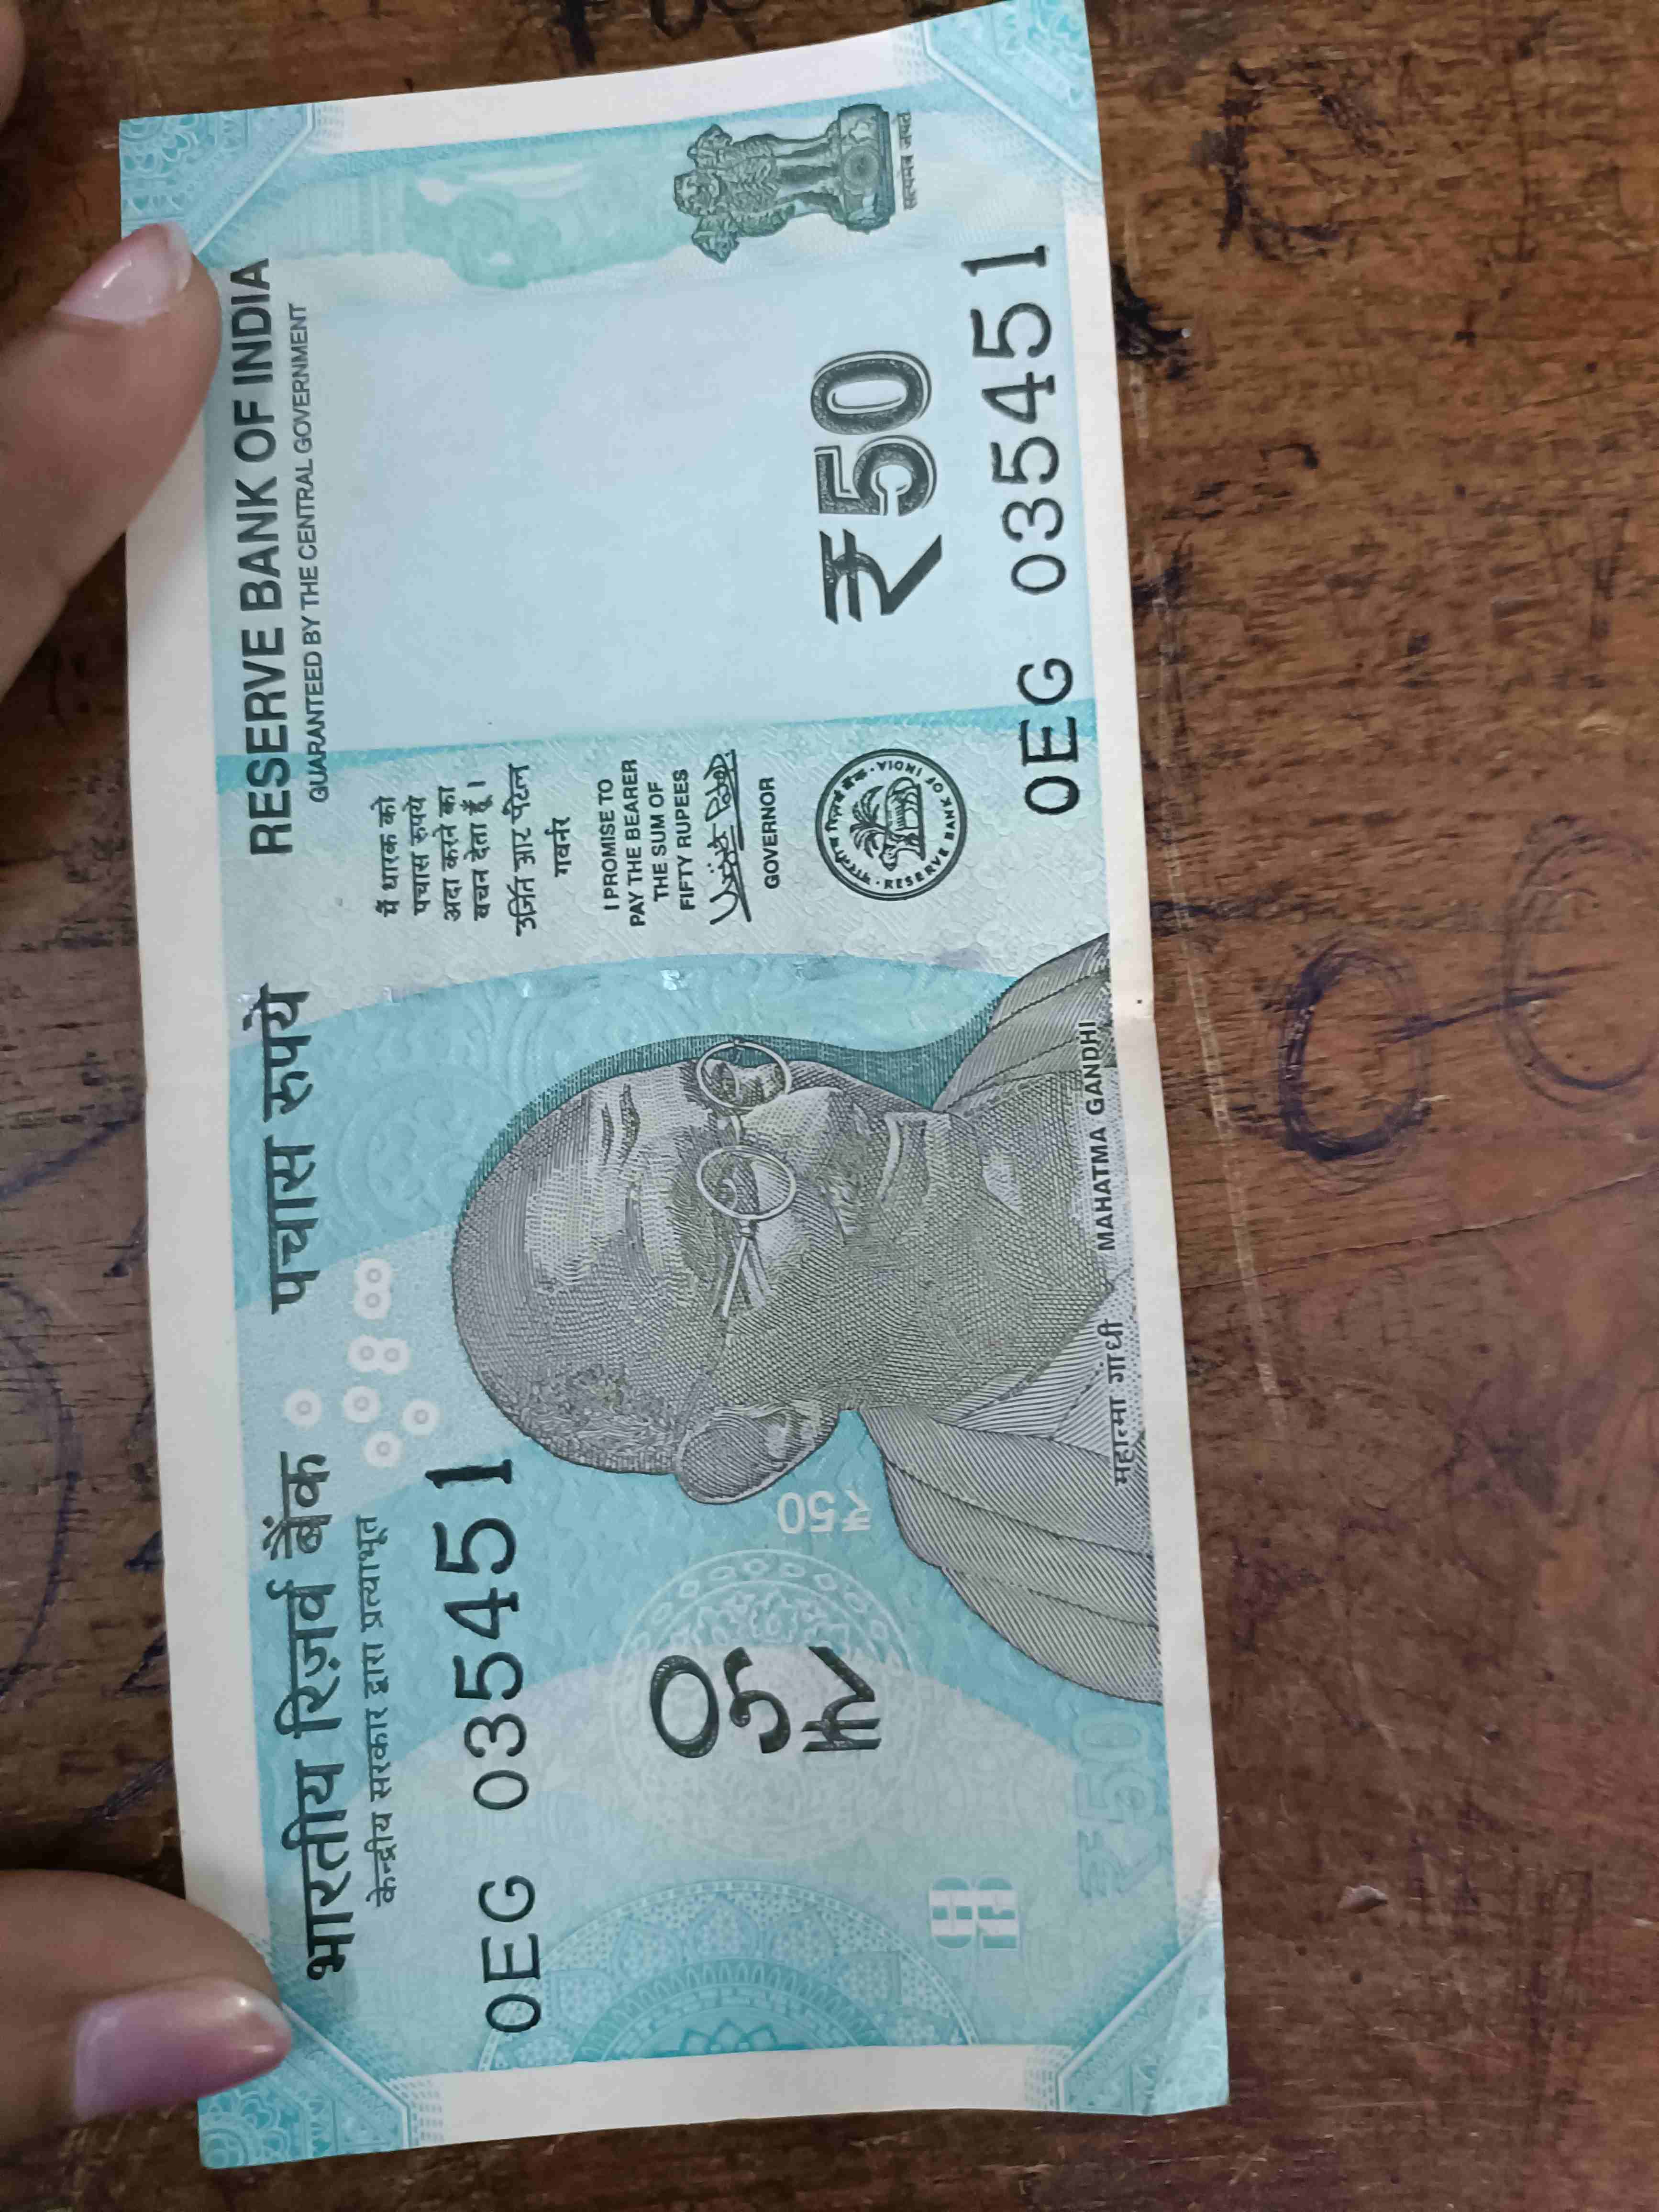 भारतीय रिज़र्व बैंक
केन्द्रीय सरकार द्वारा प्रत्याभूत
पचास रुपये
RESERVE BANK OF INDIA
GUARANTEED BY THE CENTRAL GOVERNMENT
0EG 035451
मैं धारक को
पचास रुपये
अदा करने का
वचन देता हूँ।
उर्जित आर पटेल
गवर्नर
I PROMISE TO
PAY THE BEARER
THE SUM OF
FIFTY RUPEES
GOVERNOR
RESERVE BANK OF INDIA
₹५०
₹50
₹50
₹50
सत्यमेव जयते
0EG 035451
महात्मा गांधी MAHATMA GANDHI